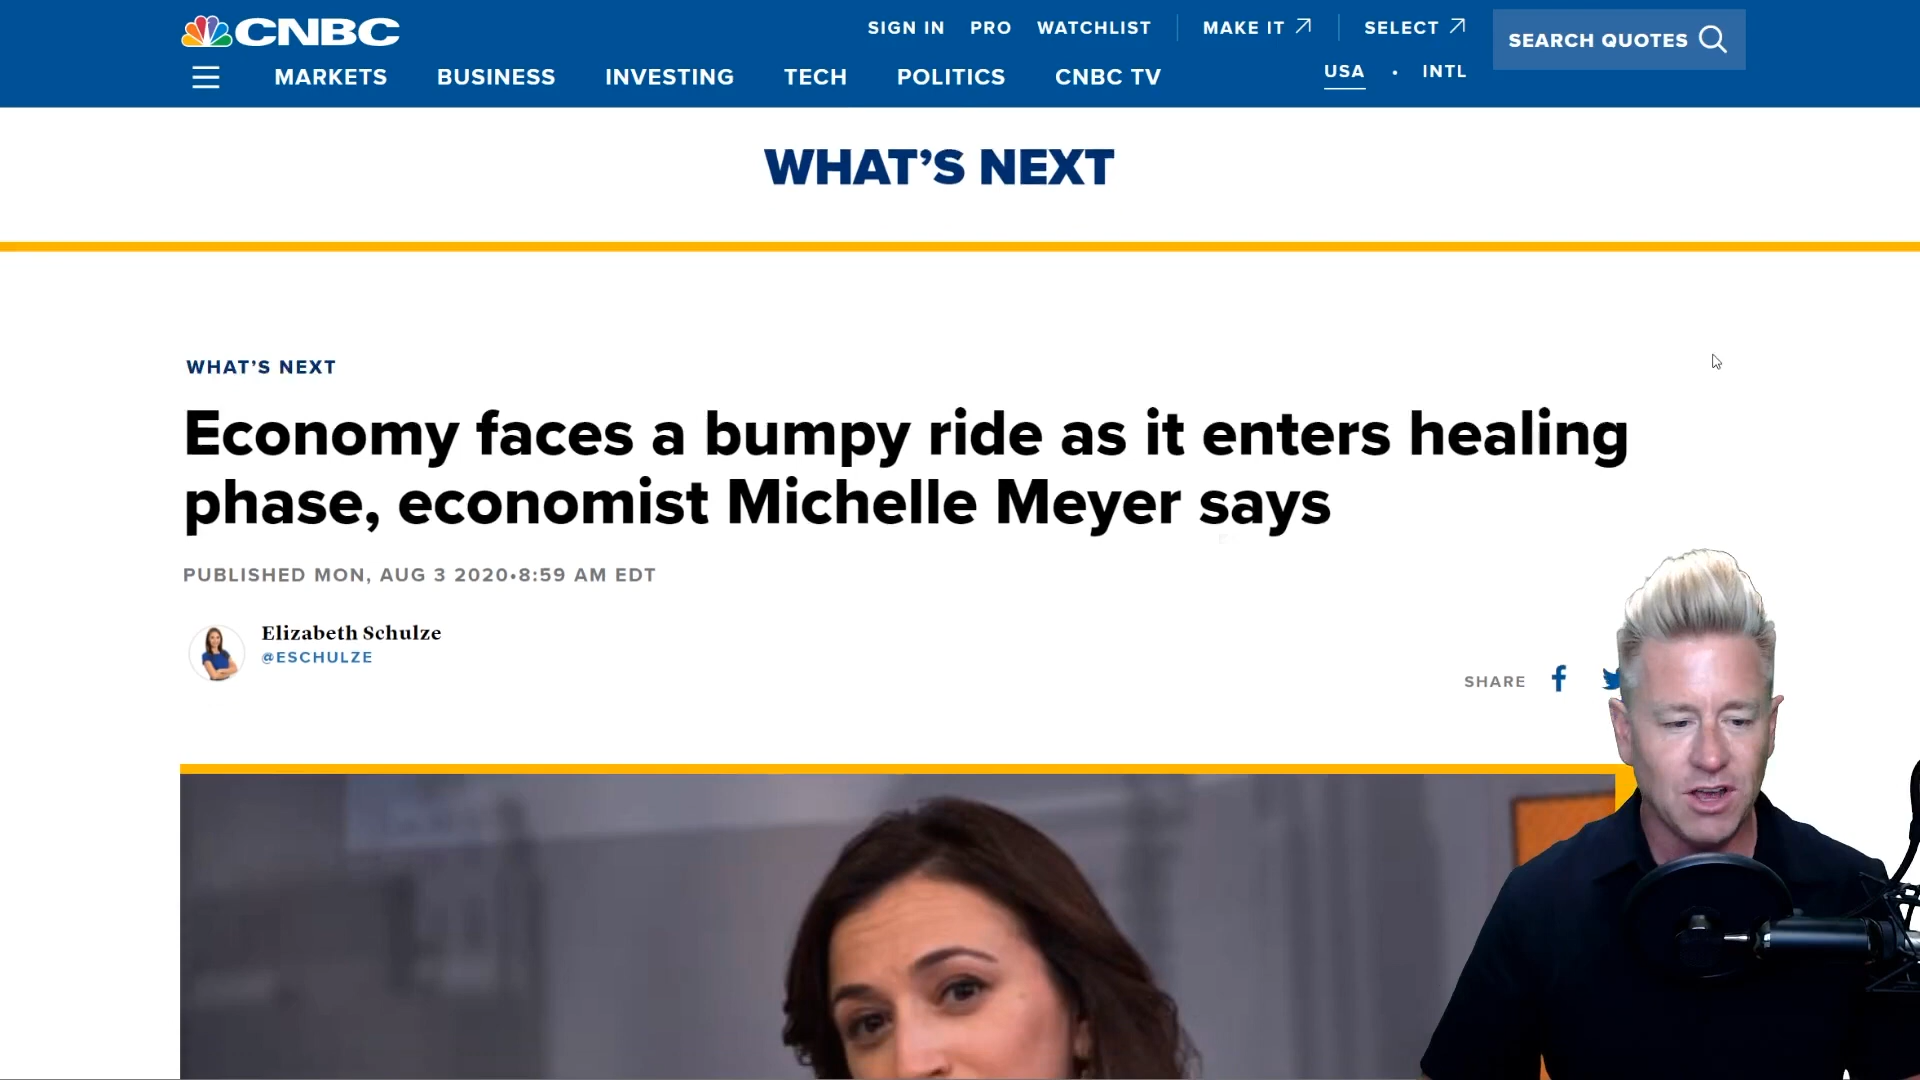 CNBC
SIGN IN PRO WATCHLIST MAKE IT SELECT
SEARCH QUOTES
MARKETS BUSINESS INVESTING TECH POLITICS CNBC TV
USA • INTL
WHAT’S NEXT
WHAT’S NEXT
Economy faces a bumpy ride as it enters healing
phase, economist Michelle Meyer says
PUBLISHED MON, AUG 3 2020•8:59 AM EDT
Elizabeth Schulze
@ESCHULZE
SHARE